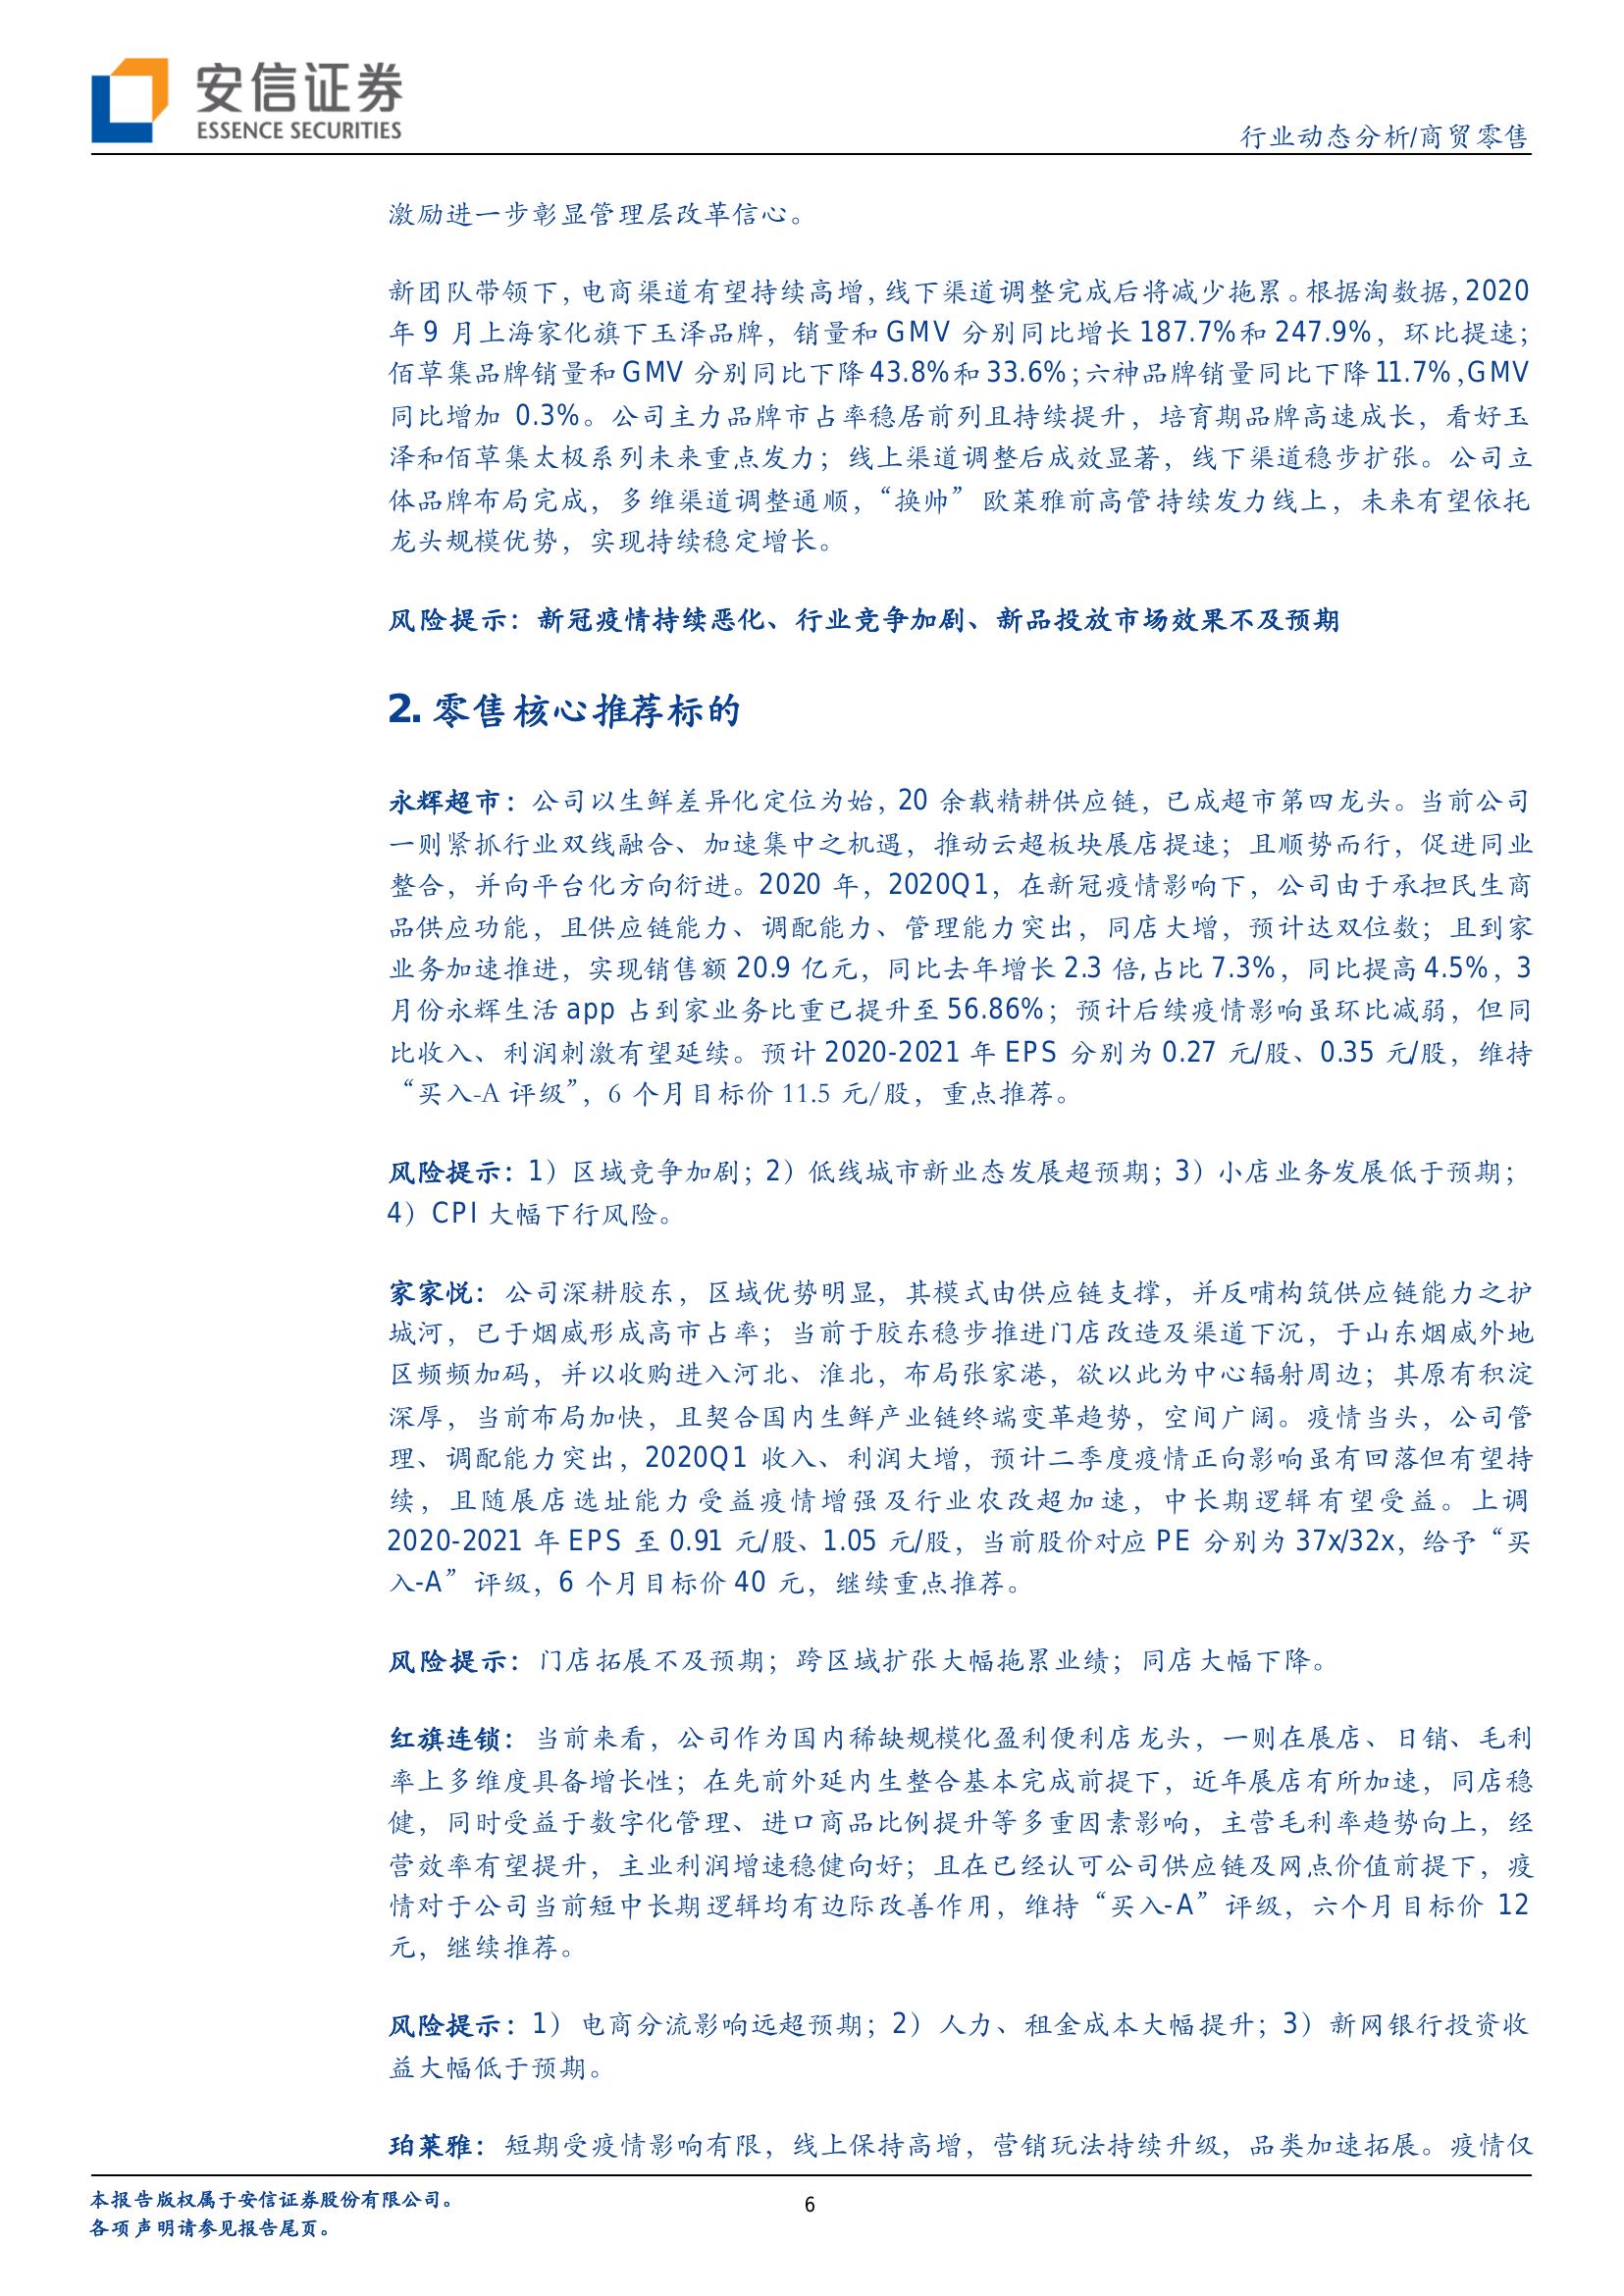 安信证券
ESSENCE SECURITIES
行业动态分析/商贸零售
激励进一步彰显管理层改革信心。
新团队带领下，电商渠道有望持续高增，线下渠道调整完成后将减少拖累。根据淘数据，2020
年 9 月上海家化旗下玉泽品牌，销量和 GMV 分别同比增长 187.7%和 247.9%，环比提速；
佰草集品牌销量和 GMV 分别同比下降 43.8%和 33.6%；六神品牌销量同比下降 11.7%，GMV
同比增加 0.3%。公司主力品牌市占率稳居前列且持续提升，培育期品牌高速成长，看好玉
泽和佰草集太极系列未来重点发力；线上渠道调整后成效显著，线下渠道稳步扩张。公司立
体品牌布局完成，多维渠道调整通顺，“换帅” 欧莱雅前高管持续发力线上，未来有望依托
龙头规模优势，实现持续稳定增长。
风险提示：新冠疫情持续恶化、行业竞争加剧、新品投放市场效果不及预期
2. 零售核心推荐标的
永辉超市：公司以生鲜差异化定位为始，20 余载精耕供应链，已成超市第四龙头。当前公司
一则紧抓行业双线融合、加速集中之机遇，推动云超板块展店提速；且顺势而行，促进同业
整合，并向平台化方向衍进。2020 年，2020Q1，在新冠疫情影响下，公司由于承担民生商
品供应功能，且供应链能力、调配能力、管理能力突出，同店大增，预计达双位数；且到家
业务加速推进，实现销售额 20.9 亿元，同比去年增长 2.3 倍,占比 7.3%，同比提高 4.5%，3
月份永辉生活 app 占到家业务比重已提升至 56.86%；预计后续疫情影响虽环比减弱，但同
比收入、利润刺激有望延续。预计 2020-2021 年 EPS 分别为 0.27 元/股、0.35 元/股，维持
“买入-A 评级”，6 个月目标价 11.5 元/股，重点推荐。
风险提示：1）区域竞争加剧；2）低线城市新业态发展超预期；3）小店业务发展低于预期；
4）CPI 大幅下行风险。
家家悦：公司深耕胶东，区域优势明显，其模式由供应链支撑，并反哺构筑供应链能力之护
城河，已于烟威形成高市占率；当前于胶东稳步推进门店改造及渠道下沉，于山东烟威外地
区频频加码，并以收购进入河北、淮北，布局张家港，欲以此为中心辐射周边；其原有积淀
深厚，当前布局加快，且契合国内生鲜产业链终端变革趋势，空间广阔。疫情当头，公司管
理、调配能力突出，2020Q1 收入、利润大增，预计二季度疫情正向影响虽有回落但有望持
续，且随展店选址能力受益疫情增强及行业农改超加速，中长期逻辑有望受益。上调
2020-2021 年 EPS 至 0.91 元/股、1.05 元/股，当前股价对应 PE 分别为 37x/32x，给予“买
入-A”评级，6 个月目标价 40 元，继续重点推荐。
风险提示：门店拓展不及预期；跨区域扩张大幅拖累业绩；同店大幅下降。
红旗连锁：当前来看，公司作为国内稀缺规模化盈利便利店龙头，一则在展店、日销、毛利
率上多维度具备增长性；在先前外延内生整合基本完成前提下，近年展店有所加速，同店稳
健，同时受益于数字化管理、进口商品比例提升等多重因素影响，主营毛利率趋势向上，经
营效率有望提升，主业利润增速稳健向好；且在已经认可公司供应链及网点价值前提下，疫
情对于公司当前短中长期逻辑均有边际改善作用，维持“买入-A”评级，六个月目标价 12
元，继续推荐。
风险提示：1）电商分流影响远超预期；2）人力、租金成本大幅提升；3）新网银行投资收
益大幅低于预期。
珀莱雅：短期受疫情影响有限，线上保持高增，营销玩法持续升级，品类加速拓展。疫情仅
本报告版权属于安信证券股份有限公司。
各项声明请参见报告尾页。
6